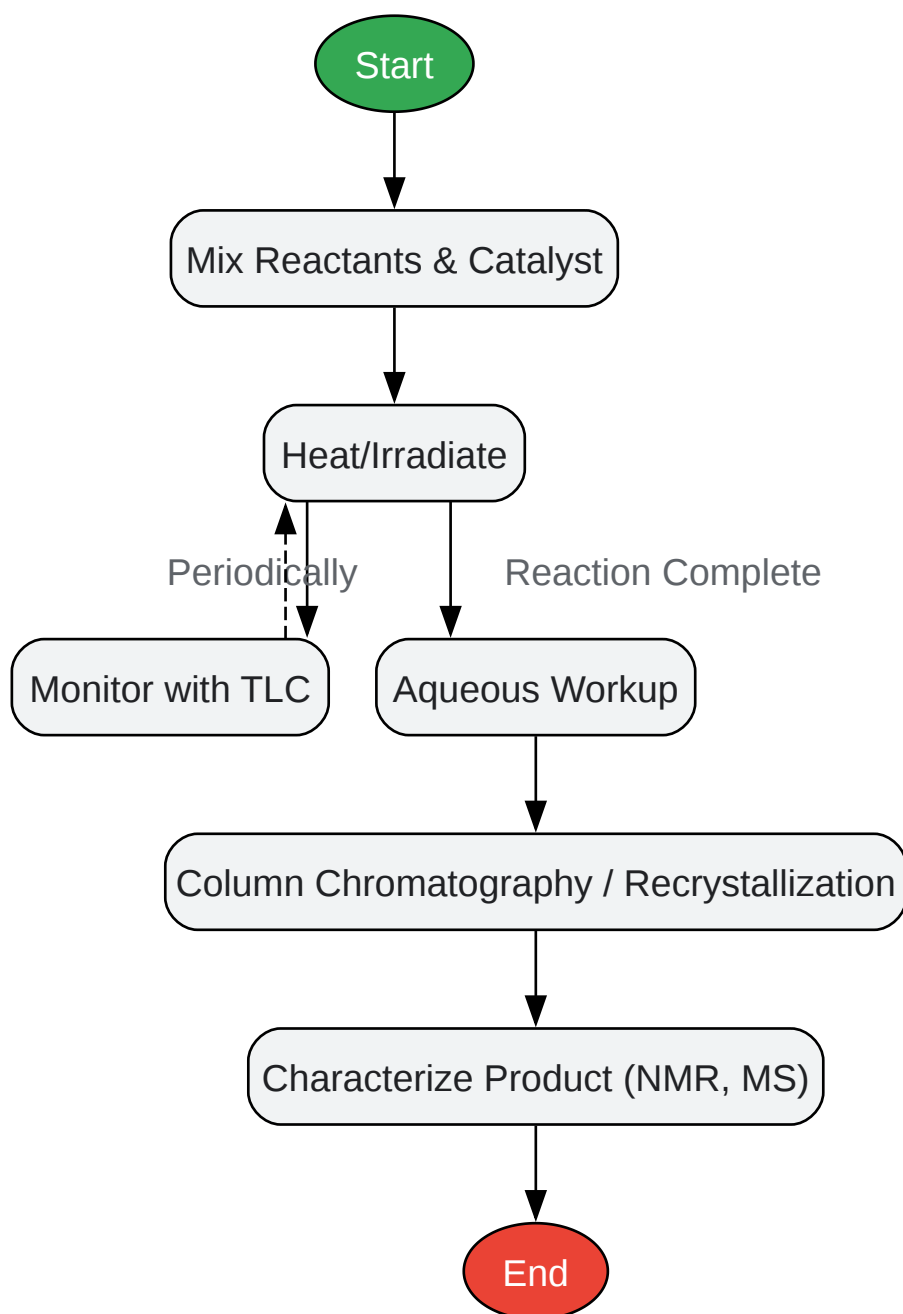 Start
Mix Reactants & Catalyst
Heat/Irradiate
Periodically
Reaction Complete
Monitor with TLC
Aqueous Workup
Column Chromatography / Recrystallization
Characterize Product (NMR, MS)
End